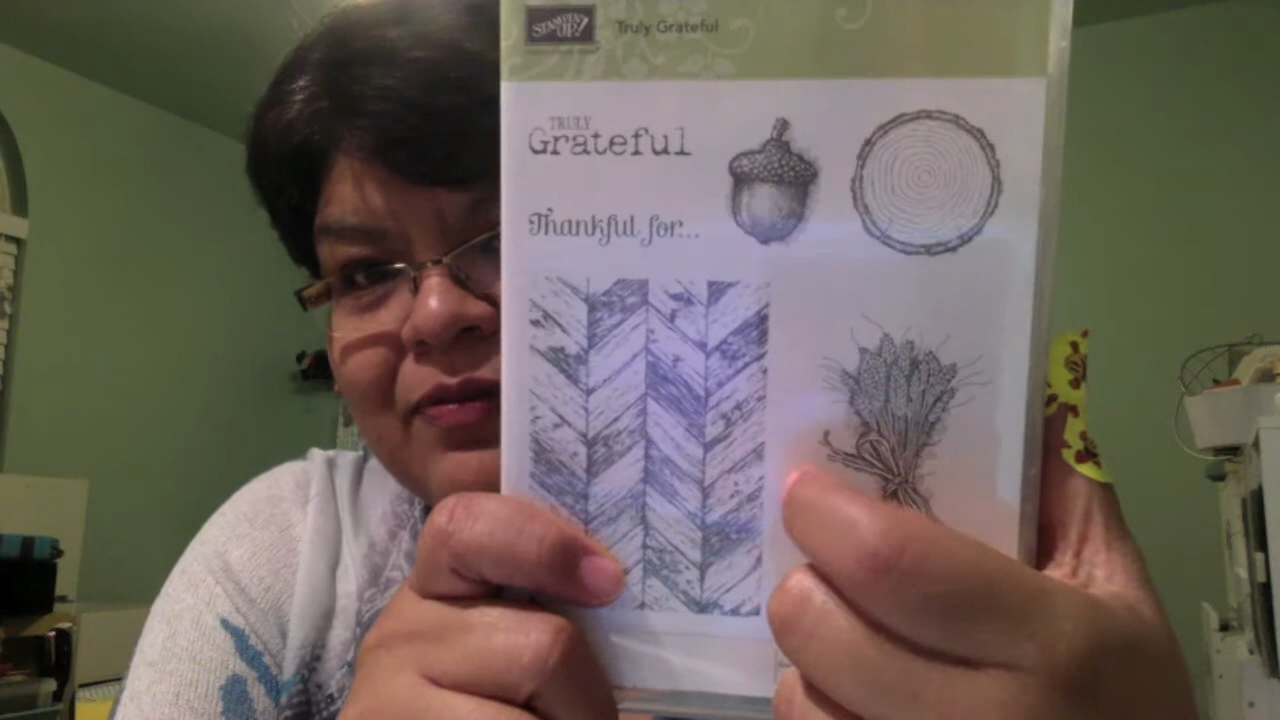 STAMPIN' UP!
Truly Grateful
TRULY
Grateful
Thankful for...